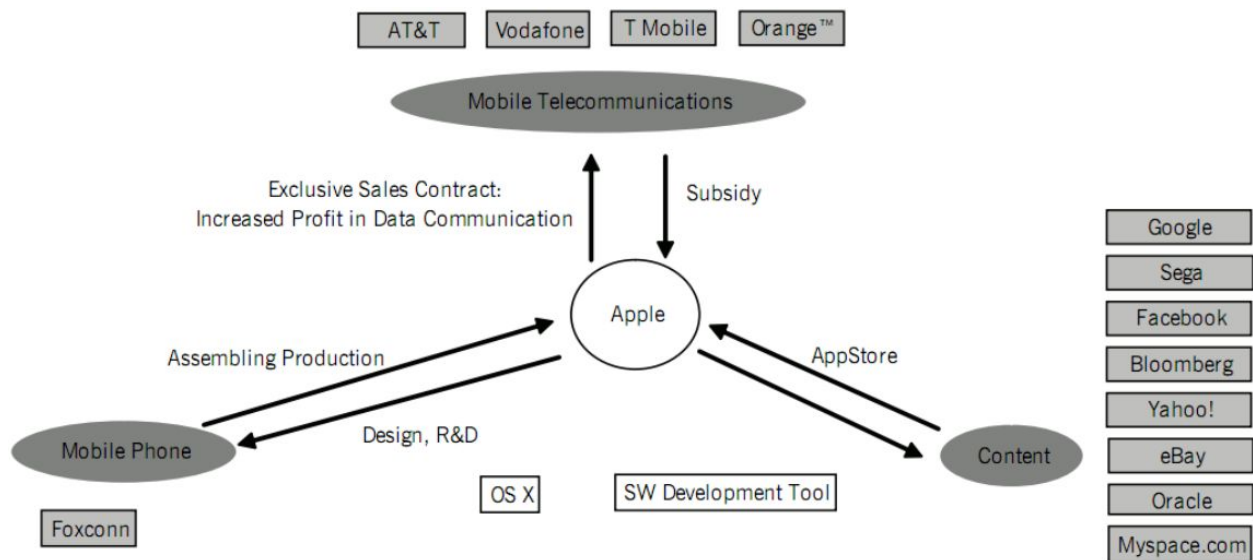 AT&T
Vodafone
T Mobile
Orange™
Mobile Telecommunications
Exclusive Sales Contract:
Increased Profit in Data Communication
Subsidy
Google
Sega
Apple
Facebook
Assembling Production
AppStore
Bloomberg
Yahoo!
Design, R&D
Mobile Phone
Content
eBay
OS X
SW Development Tool
Oracle
Foxconn
Myspace.com